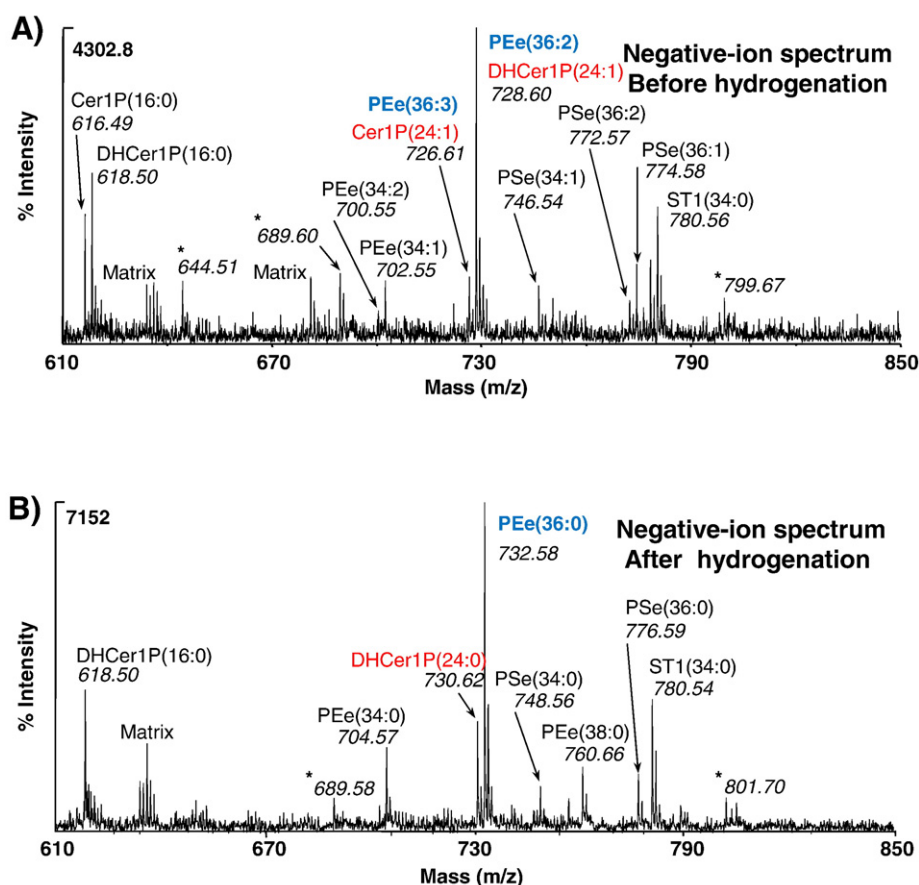 A)
4302.8
PEe(36:2)
DHCer1P(24:1)
728.60
Negative-ion spectrum
Before hydrogenation
Cer1P(16:0)
616.49
DHCer1P(16:0)
618.50
PEe(36:3)
Cer1P(24:1)
726.61
PSe(36:2)
772.57
PSe(36:1)
774.58
PEe(34:2)
700.55
PSe(34:1)
746.54
ST1(34:0)
780.56
*
689.60
PEe(34:1)
702.55
*
644.51
Matrix
Matrix
*
799.67
% Intensity
610
670
730
790
850
Mass (m/z)
B)
7152
PEe(36:0)
732.58
Negative-ion spectrum
After hydrogenation
PSe(36:0)
776.59
DHCer1P(16:0)
618.50
DHCer1P(24:0)
730.62
PSe(34:0)
748.56
ST1(34:0)
780.54
PEe(34:0)
704.57
PEe(38:0)
760.66
Matrix
*
689.58
*
801.70
% Intensity
610
670
730
790
850
Mass (m/z)